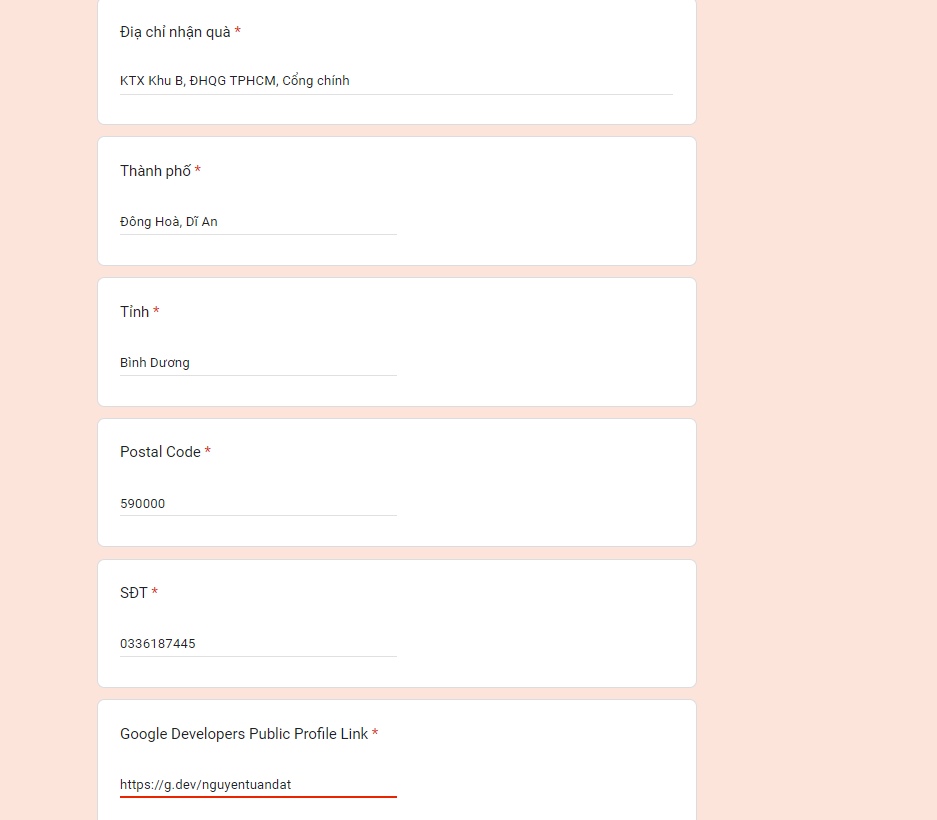 Điạ chỉ nhận quà *
KTX Khu B, ĐHQG TPHCM, Cổng chính
Thành phố *
Đông Hoà, Dĩ An
Tỉnh *
Bình Dương
Postal Code *
590000
SĐT *
0336187445
Google Developers Public Profile Link *
https://g.dev/nguyentuandat